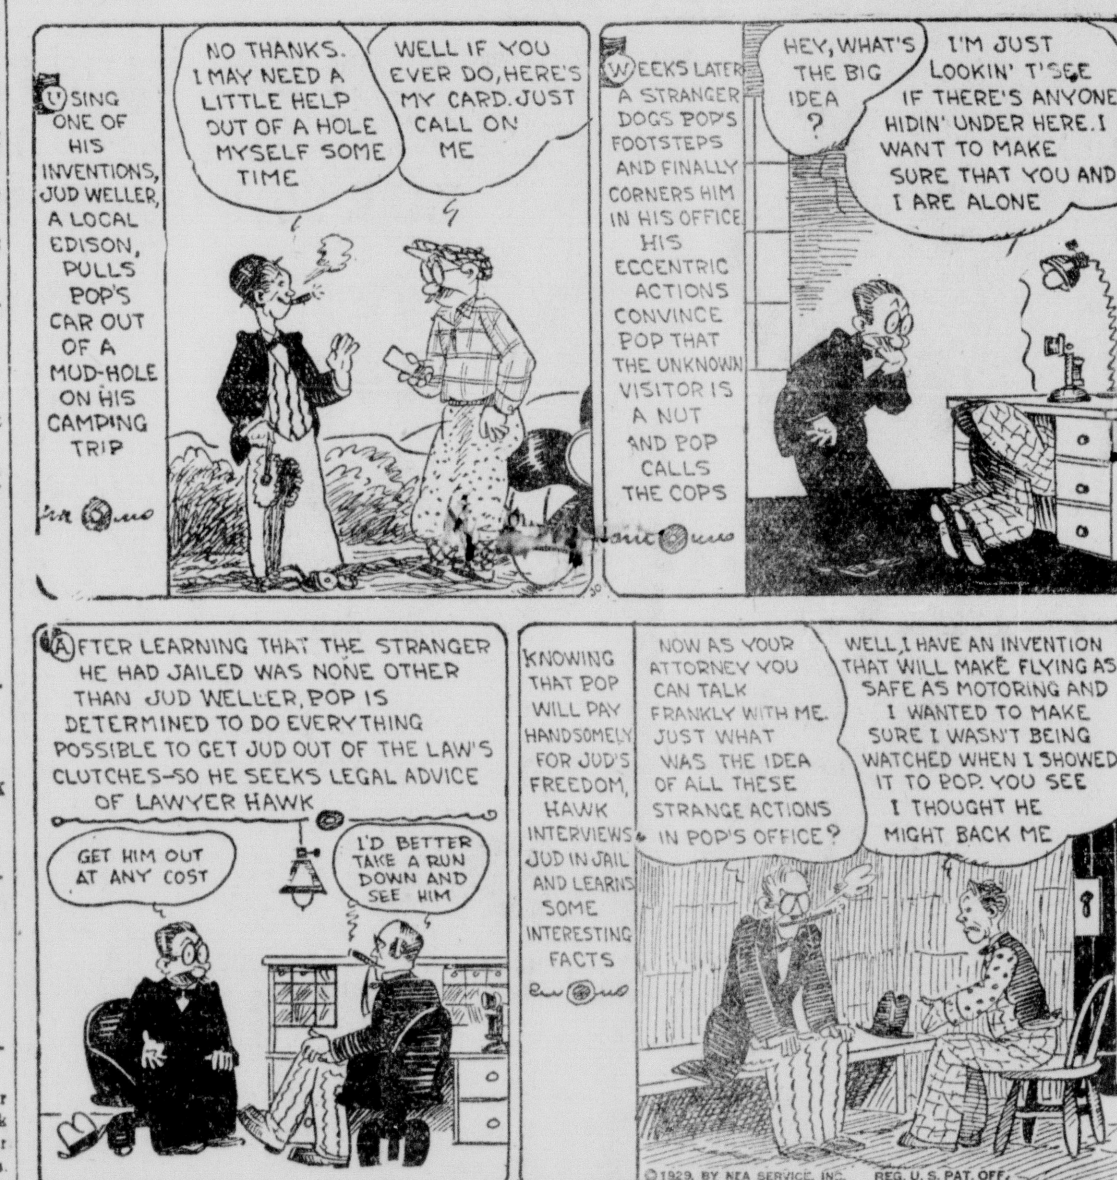 USING
ONE OF
HIS
INVENTIONS,
JUD WELLER,
A LOCAL
EDISON,
PULLS
POP'S
CAR OUT
OF A
MUD-HOLE
ON HIS
CAMPING
TRIP
NO THANKS.
I MAY NEED A
LITTLE HELP
OUT OF A HOLE
MYSELF SOME
TIME
WELL IF YOU
EVER DO, HERE'S
MY CARD. JUST
CALL ON
ME
30
WEEKS LATER
A STRANGER
DOGS POP'S
FOOTSTEPS
AND FINALLY
CORNERS HIM
IN HIS OFFICE
HIS
ECCENTRIC
ACTIONS
CONVINCE
POP THAT
THE UNKNOWN
VISITOR IS
A NUT
AND POP
CALLS
THE COPS
HEY, WHAT'S
THE BIG
IDEA
?
I'M JUST
LOOKIN' T'SEE
IF THERE'S ANYONE
HIDIN' UNDER HERE. I
WANT TO MAKE
SURE THAT YOU AND
I ARE ALONE
AFTER LEARNING THAT THE STRANGER
HE HAD JAILED WAS NONE OTHER
THAN JUD WELLER, POP IS
DETERMINED TO DO EVERYTHING
POSSIBLE TO GET JUD OUT OF THE LAW'S
CLUTCHES-SO HE SEEKS LEGAL ADVICE
OF LAWYER HAWK
GET HIM OUT
AT ANY COST
I'D BETTER
TAKE A RUN
DOWN AND
SEE HIM
KNOWING
THAT POP
WILL PAY
HANDSOMELY
FOR JUD'S
FREEDOM,
HAWK
INTERVIEWS
JUD IN JAIL
AND LEARNS
SOME
INTERESTING
FACTS
NOW AS YOUR
ATTORNEY YOU
CAN TALK
FRANKLY WITH ME.
JUST WHAT
WAS THE IDEA
OF ALL THESE
STRANGE ACTIONS
IN POP'S OFFICE?
WELL, I HAVE AN INVENTION
THAT WILL MAKE FLYING AS
SAFE AS MOTORING AND
I WANTED TO MAKE
SURE I WASN'T BEING
WATCHED WHEN I SHOWED
IT TO POP. YOU SEE
I THOUGHT HE
MIGHT BACK ME
©1929, BY NEA SERVICE, INC. REG. U. S. PAT. OFF.